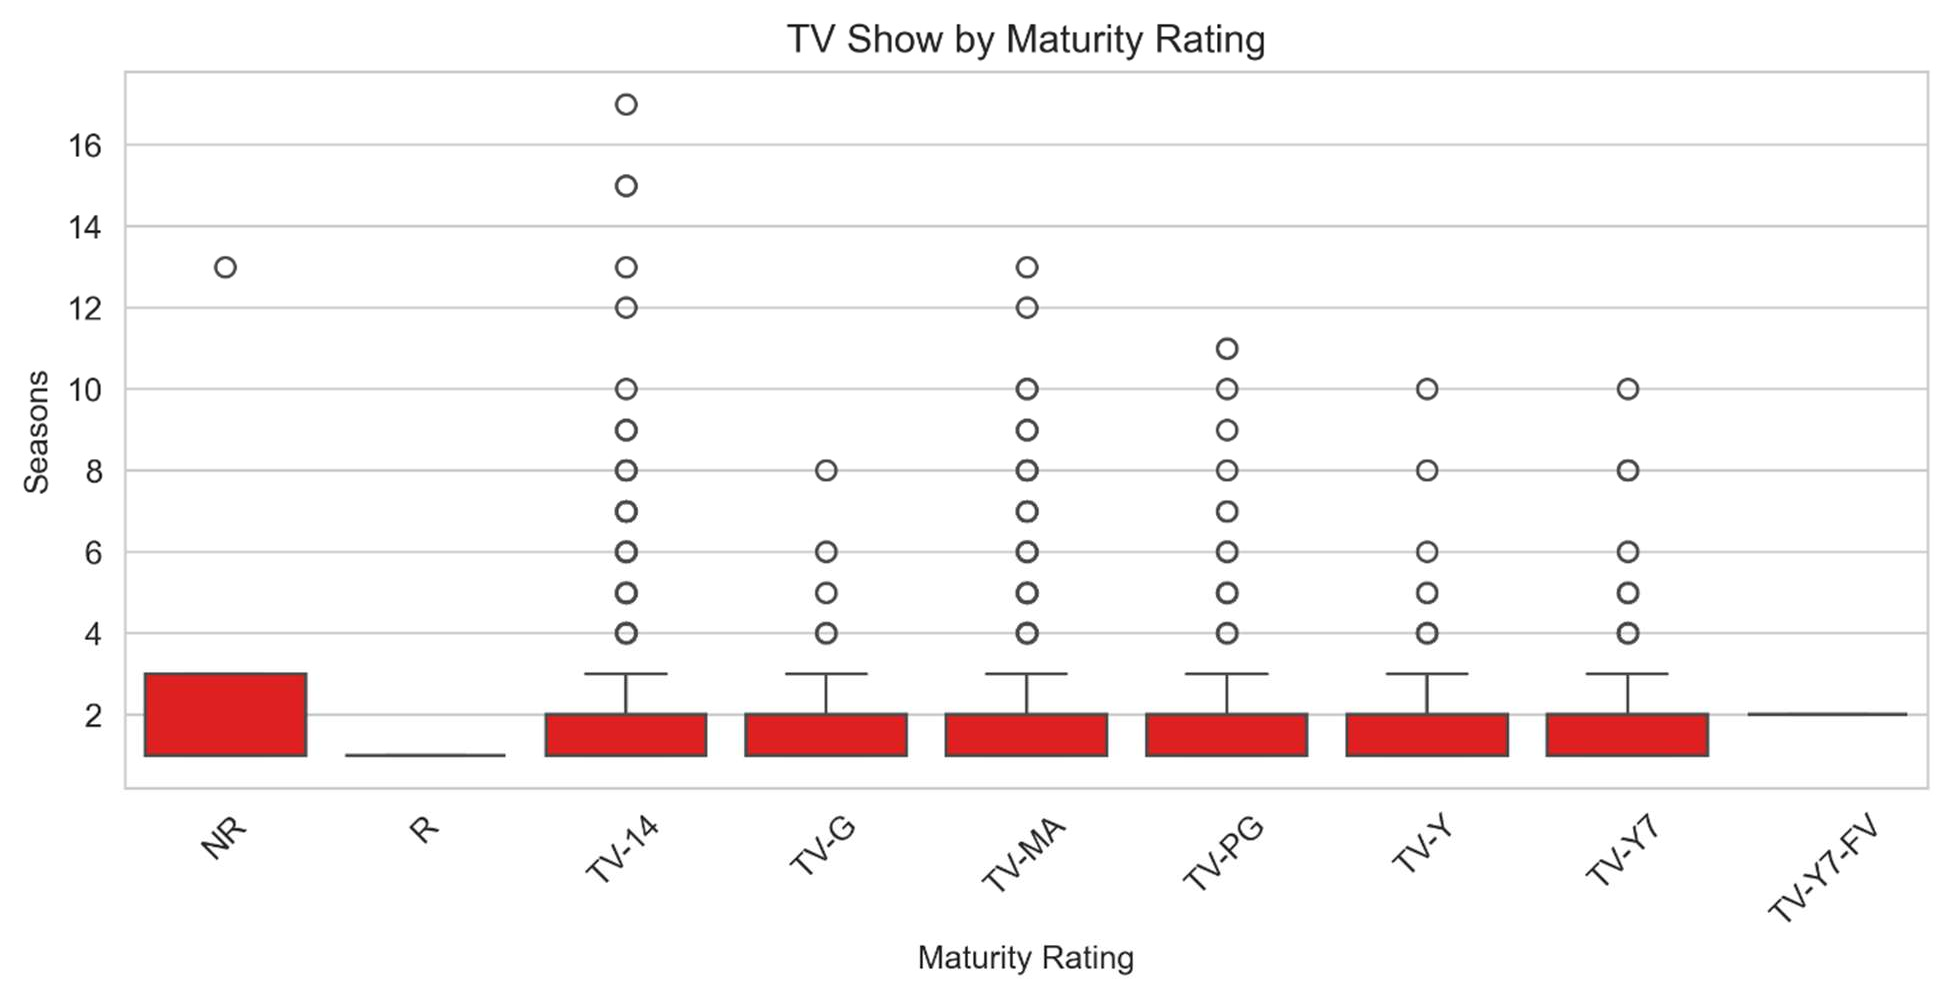 TV Show by Maturity Rating
16
14
12
10
8
6
4
2
Seasons
NR
R
TV-14
TV-G
TV-MA
TV-PG
TV-Y
TV-Y7
TV-Y7-FV
Maturity Rating